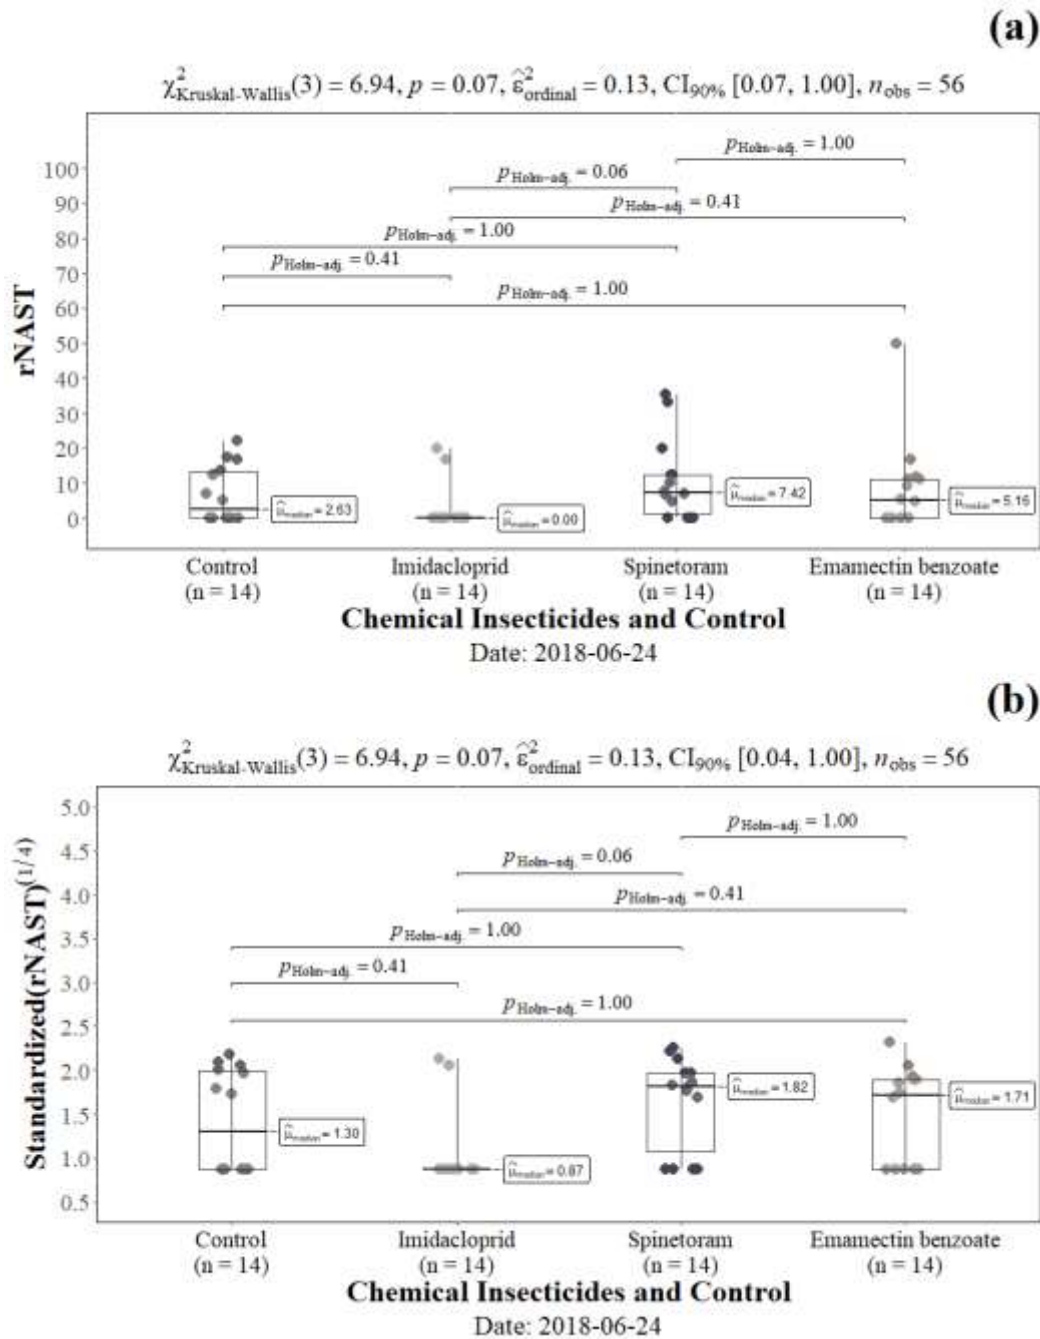 (a)
χ²Kruskal-Wallis(3) = 6.94, p = 0.07, ε̂²ordinal = 0.13, CI90% [0.07, 1.00], nobs = 56
pHolm-adj. = 1.00
pHolm-adj. = 0.06
pHolm-adj. = 0.41
pHolm-adj. = 1.00
pHolm-adj. = 0.41
pHolm-adj. = 1.00
rNAST
100
90
80
70
60
50
40
30
20
10
0
μ̂median = 2.63
μ̂median = 0.00
μ̂median = 7.42
μ̂median = 5.16
Control Imidacloprid Spinetoram Emamectin benzoate
(n = 14) (n = 14) (n = 14) (n = 14)
Chemical Insecticides and Control
Date: 2018-06-24
(b)
χ²Kruskal-Wallis(3) = 6.94, p = 0.07, ε̂²ordinal = 0.13, CI90% [0.04, 1.00], nobs = 56
pHolm-adj. = 1.00
pHolm-adj. = 0.06
pHolm-adj. = 0.41
pHolm-adj. = 1.00
pHolm-adj. = 0.41
pHolm-adj. = 1.00
Standardized(rNAST)(1/4)
5.0
4.5
4.0
3.5
3.0
2.5
2.0
1.5
1.0
0.5
μ̂median = 1.30
μ̂median = 0.87
μ̂median = 1.82
μ̂median = 1.71
Control Imidacloprid Spinetoram Emamectin benzoate
(n = 14) (n = 14) (n = 14) (n = 14)
Chemical Insecticides and Control
Date: 2018-06-24